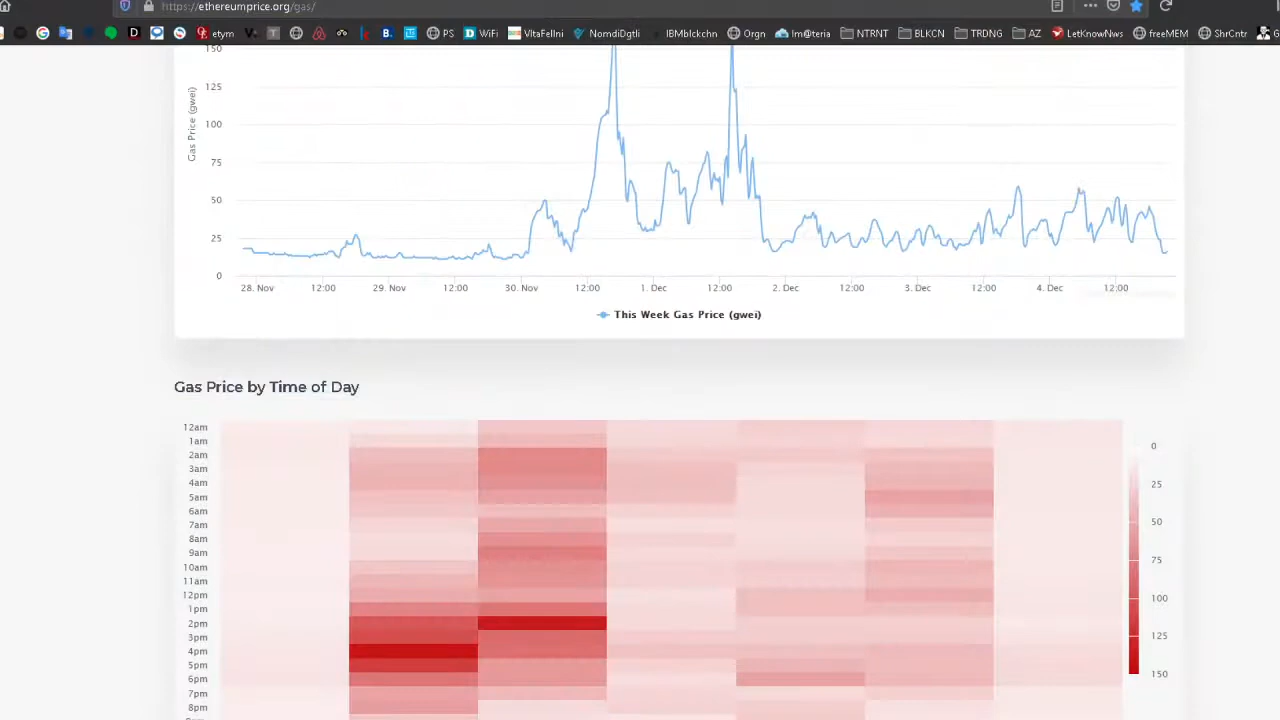 https://ethereumprice.org/gas/
etym PS WiFi VitaFelini NomdiDgtli IBMblckchn Orgn Im@teria NTRNT BLKCN TRDNG AZ LetKnowNws freeMEM ShrCntr
150
125
100
75
50
25
0
Gas Price (gwei)
28. Nov 12:00 29. Nov 12:00 30. Nov 12:00 1. Dec 12:00 2. Dec 12:00 3. Dec 12:00 4. Dec 12:00
This Week Gas Price (gwei)
Gas Price by Time of Day
12am
1am
2am
3am
4am
5am
6am
7am
8am
9am
10am
11am
12pm
1pm
2pm
3pm
4pm
5pm
6pm
7pm
8pm
0
25
50
75
100
125
150